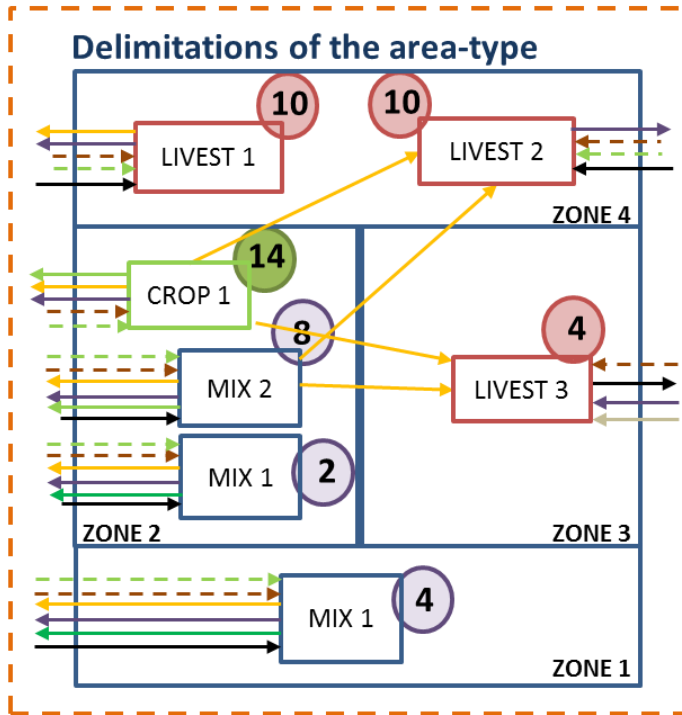 Delimitations of the area-type
10
10
LIVEST 1
LIVEST 2
ZONE 4
14
CROP 1
8
4
MIX 2
LIVEST 3
MIX 1
2
ZONE 2
ZONE 3
MIX 1
4
ZONE 1